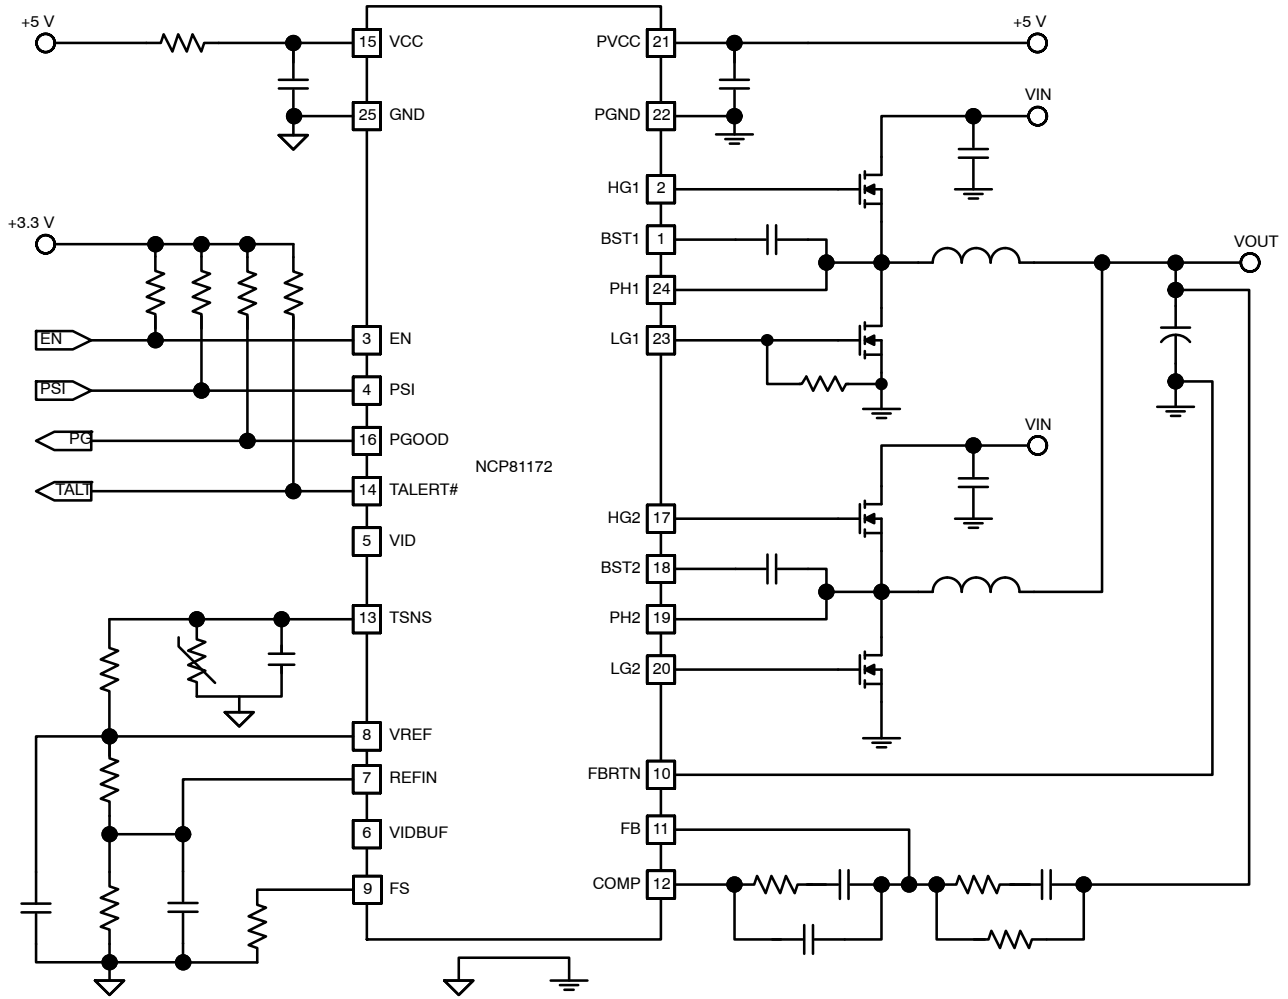 +5 V
15 VCC
25 GND
+3.3 V
EN
3 EN
PSI
4 PSI
PG
16 PGOOD
TALT
14 TALERT#
5 VID
13 TSNS
8 VREF
7 REFIN
6 VIDBUF
9 FS
NCP81172
PVCC 21
+5 V
PGND 22
VIN
HG1 2
BST1 1
PH1 24
VOUT
LG1 23
VIN
HG2 17
BST2 18
PH2 19
LG2 20
FBRTN 10
FB 11
COMP 12